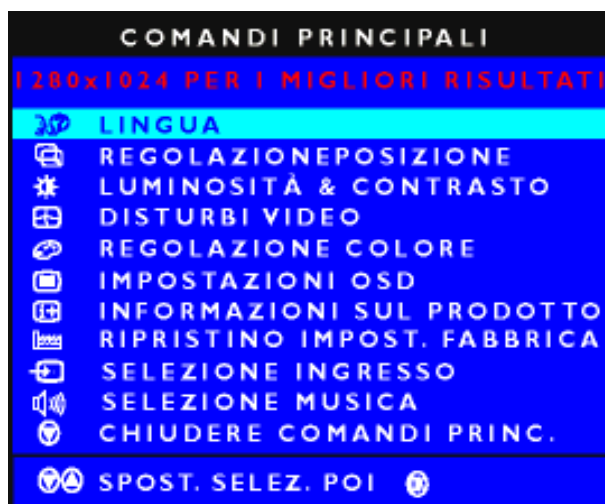 COMANDI PRINCIPALI
1280x1024 PER I MIGLIORI RISULTATI
LINGUA
REGOLAZIONEPOSIZIONE
LUMINOSITÀ & CONTRASTO
DISTURBI VIDEO
REGOLAZIONE COLORE
IMPOSTAZIONI OSD
INFORMAZIONI SUL PRODOTTO
RIPRISTINO IMPOST. FABBRICA
SELEZIONE INGRESSO
SELEZIONE MUSICA
CHIUDERE COMANDI PRINC.
SPOST. SELEZ. POI